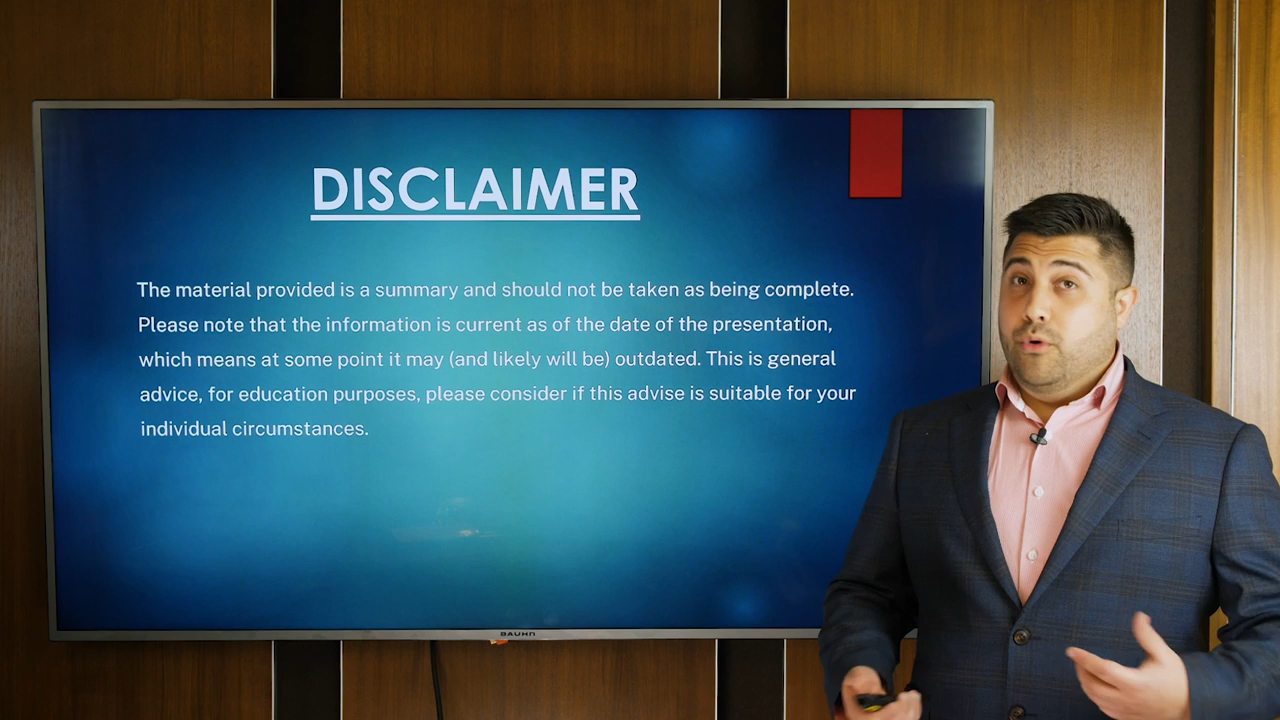 DISCLAIMER
The material provided is a summary and should not be taken as being complete.
Please note that the information is current as of the date of the presentation,
which means at some point it may (and likely will be) outdated. This is general
advice, for education purposes, please consider if this advise is suitable for your
individual circumstances.
BAUHN